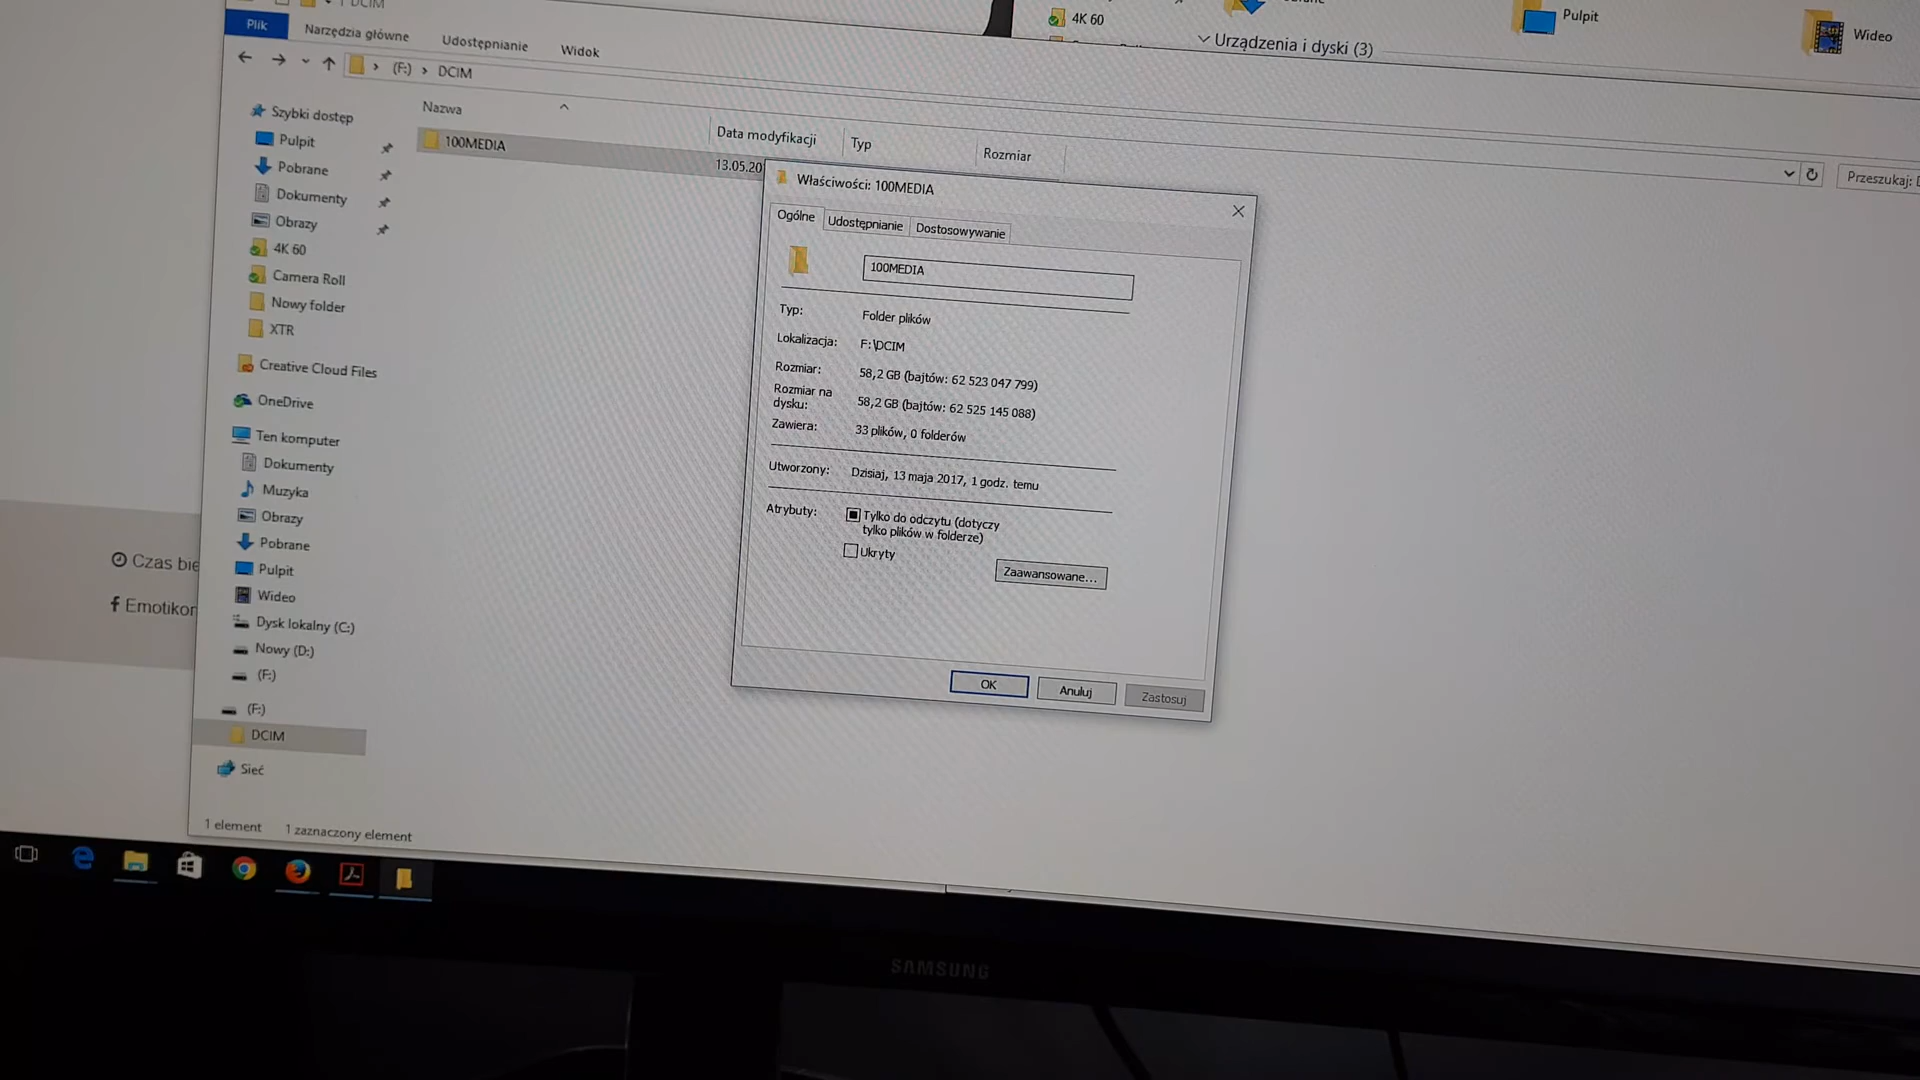 DCIM
Plik
Narzędzia główne
Udostępnianie
Widok
(F:) > DCIM
Przeszukaj:
4K 60
Urządzenia i dyski (3)
Pulpit
Wideo
Szybki dostęp
Pulpit
Pobrane
Dokumenty
Obrazy
4K 60
Camera Roll
Nowy folder
XTR
Creative Cloud Files
OneDrive
Ten komputer
Dokumenty
Muzyka
Obrazy
Pobrane
Pulpit
Wideo
Dysk lokalny (C:)
Nowy (D:)
(F:)
(F:)
DCIM
Sieć
1 element
1 zaznaczony element
Nazwa
Data modyfikacji
Typ
Rozmiar
100MEDIA
13.05.20
Właściwości: 100MEDIA
Ogólne
Udostępnianie
Dostosowywanie
100MEDIA
Typ: Folder plików
Lokalizacja: F:\DCIM
Rozmiar: 58,2 GB (bajtów: 62 523 047 799)
Rozmiar na
dysku: 58,2 GB (bajtów: 62 525 145 088)
Zawiera: 33 plików, 0 folderów
Utworzony: Dzisiaj, 13 maja 2017, 1 godz. temu
Atrybuty: Tylko do odczytu (dotyczy
tylko plików w folderze)
Ukryty
Zaawansowane...
OK
Anuluj
Zastosuj
Czas bie
Emotikon
SAMSUNG